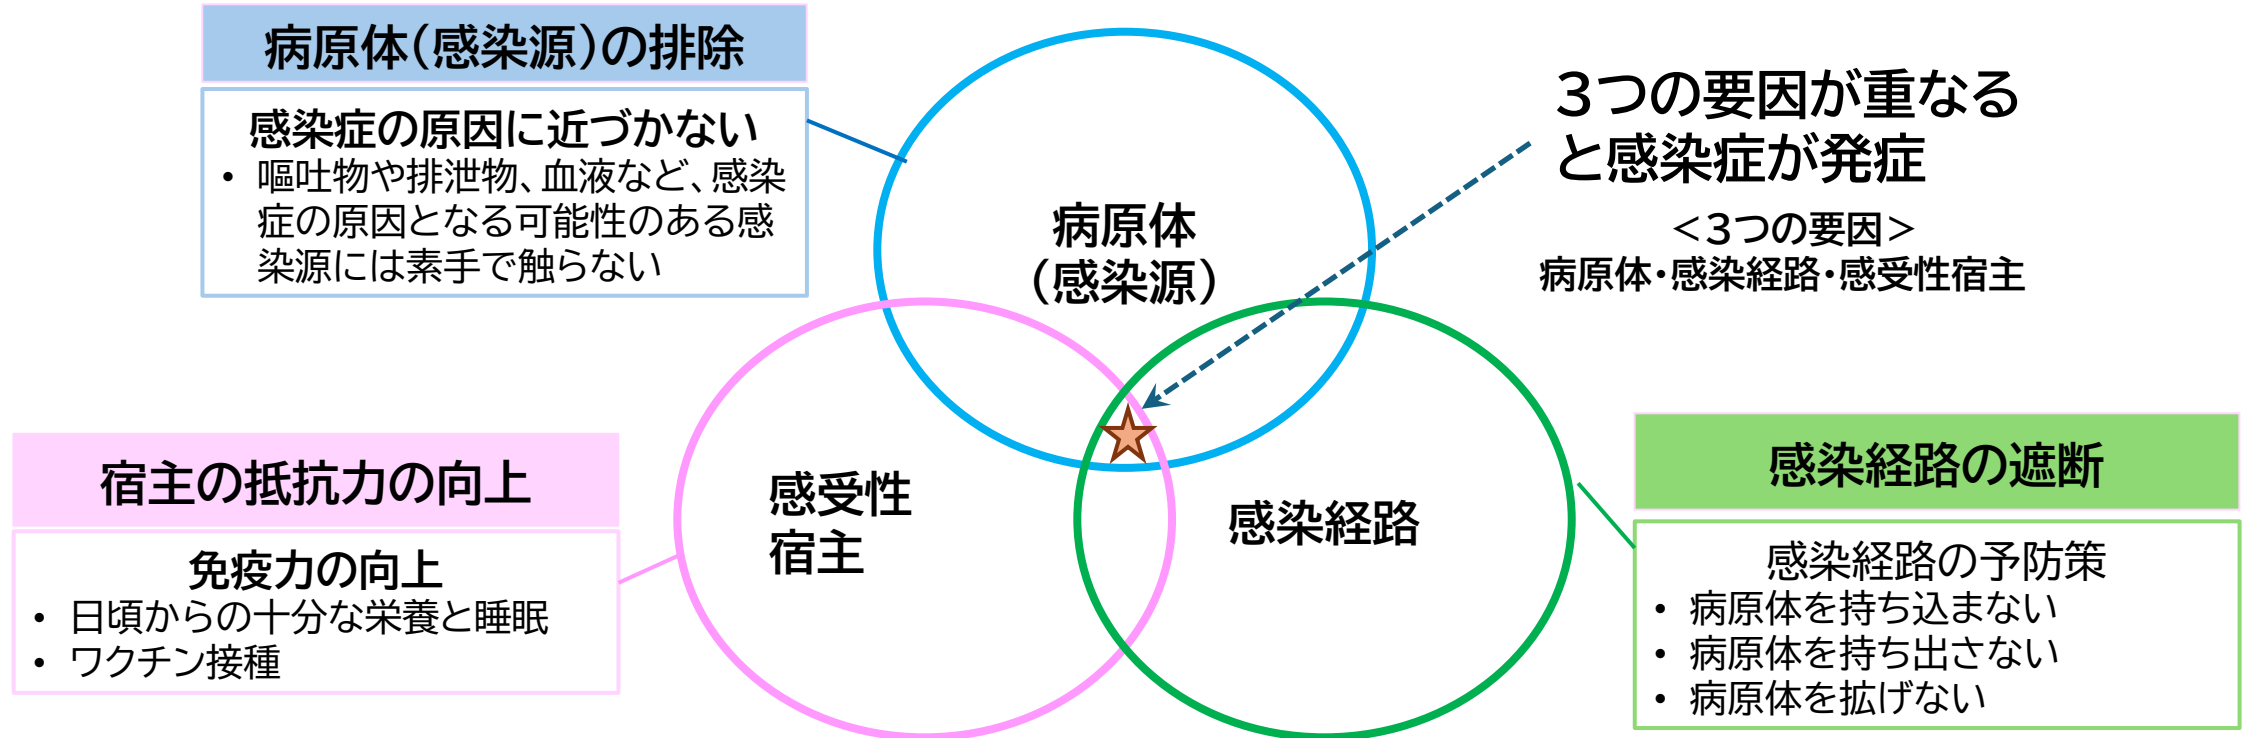 病原体（感染源）の排除
感染症の原因に近づかない
• 嘔吐物や排泄物、血液など、感染
症の原因となる可能性のある感
染源には素手で触らない
病原体
（感染源）
３つの要因が重なる
と感染症が発症
＜３つの要因＞
病原体・感染経路・感受性宿主
宿主の抵抗力の向上
免疫力の向上
• 日頃からの十分な栄養と睡眠
• ワクチン接種
感受性
宿主
感染経路
感染経路の遮断
感染経路の予防策
• 病原体を持ち込まない
• 病原体を持ち出さない
• 病原体を拡げない